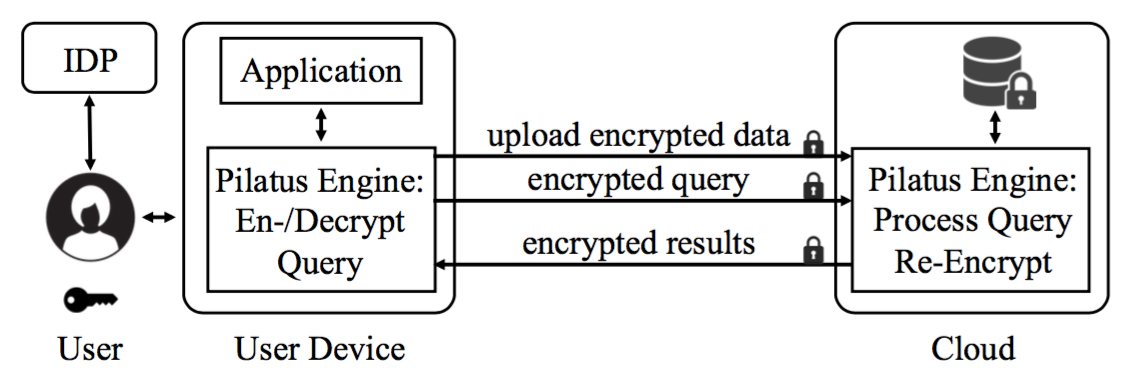 IDP
Application
Pilatus Engine:
En-/Decrypt
Query
upload encrypted data
encrypted query
encrypted results
Pilatus Engine:
Process Query
Re-Encrypt
User
User Device
Cloud